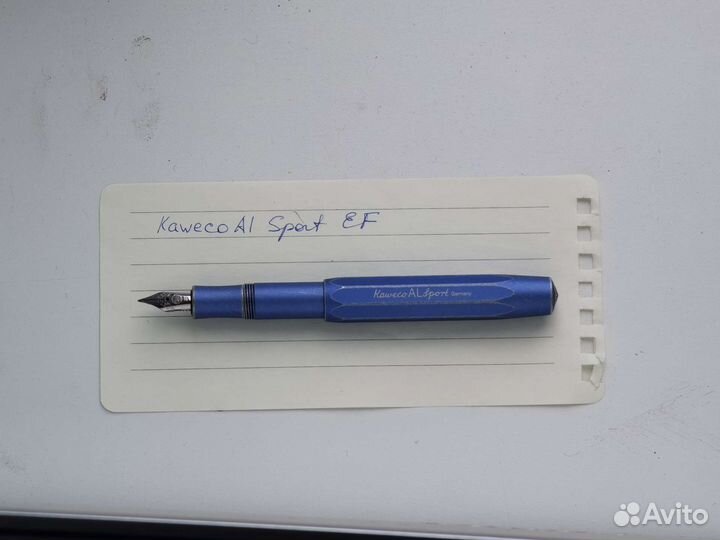 Kaweco Al Sport EF
Kaweco AL Sport Germany
Avito